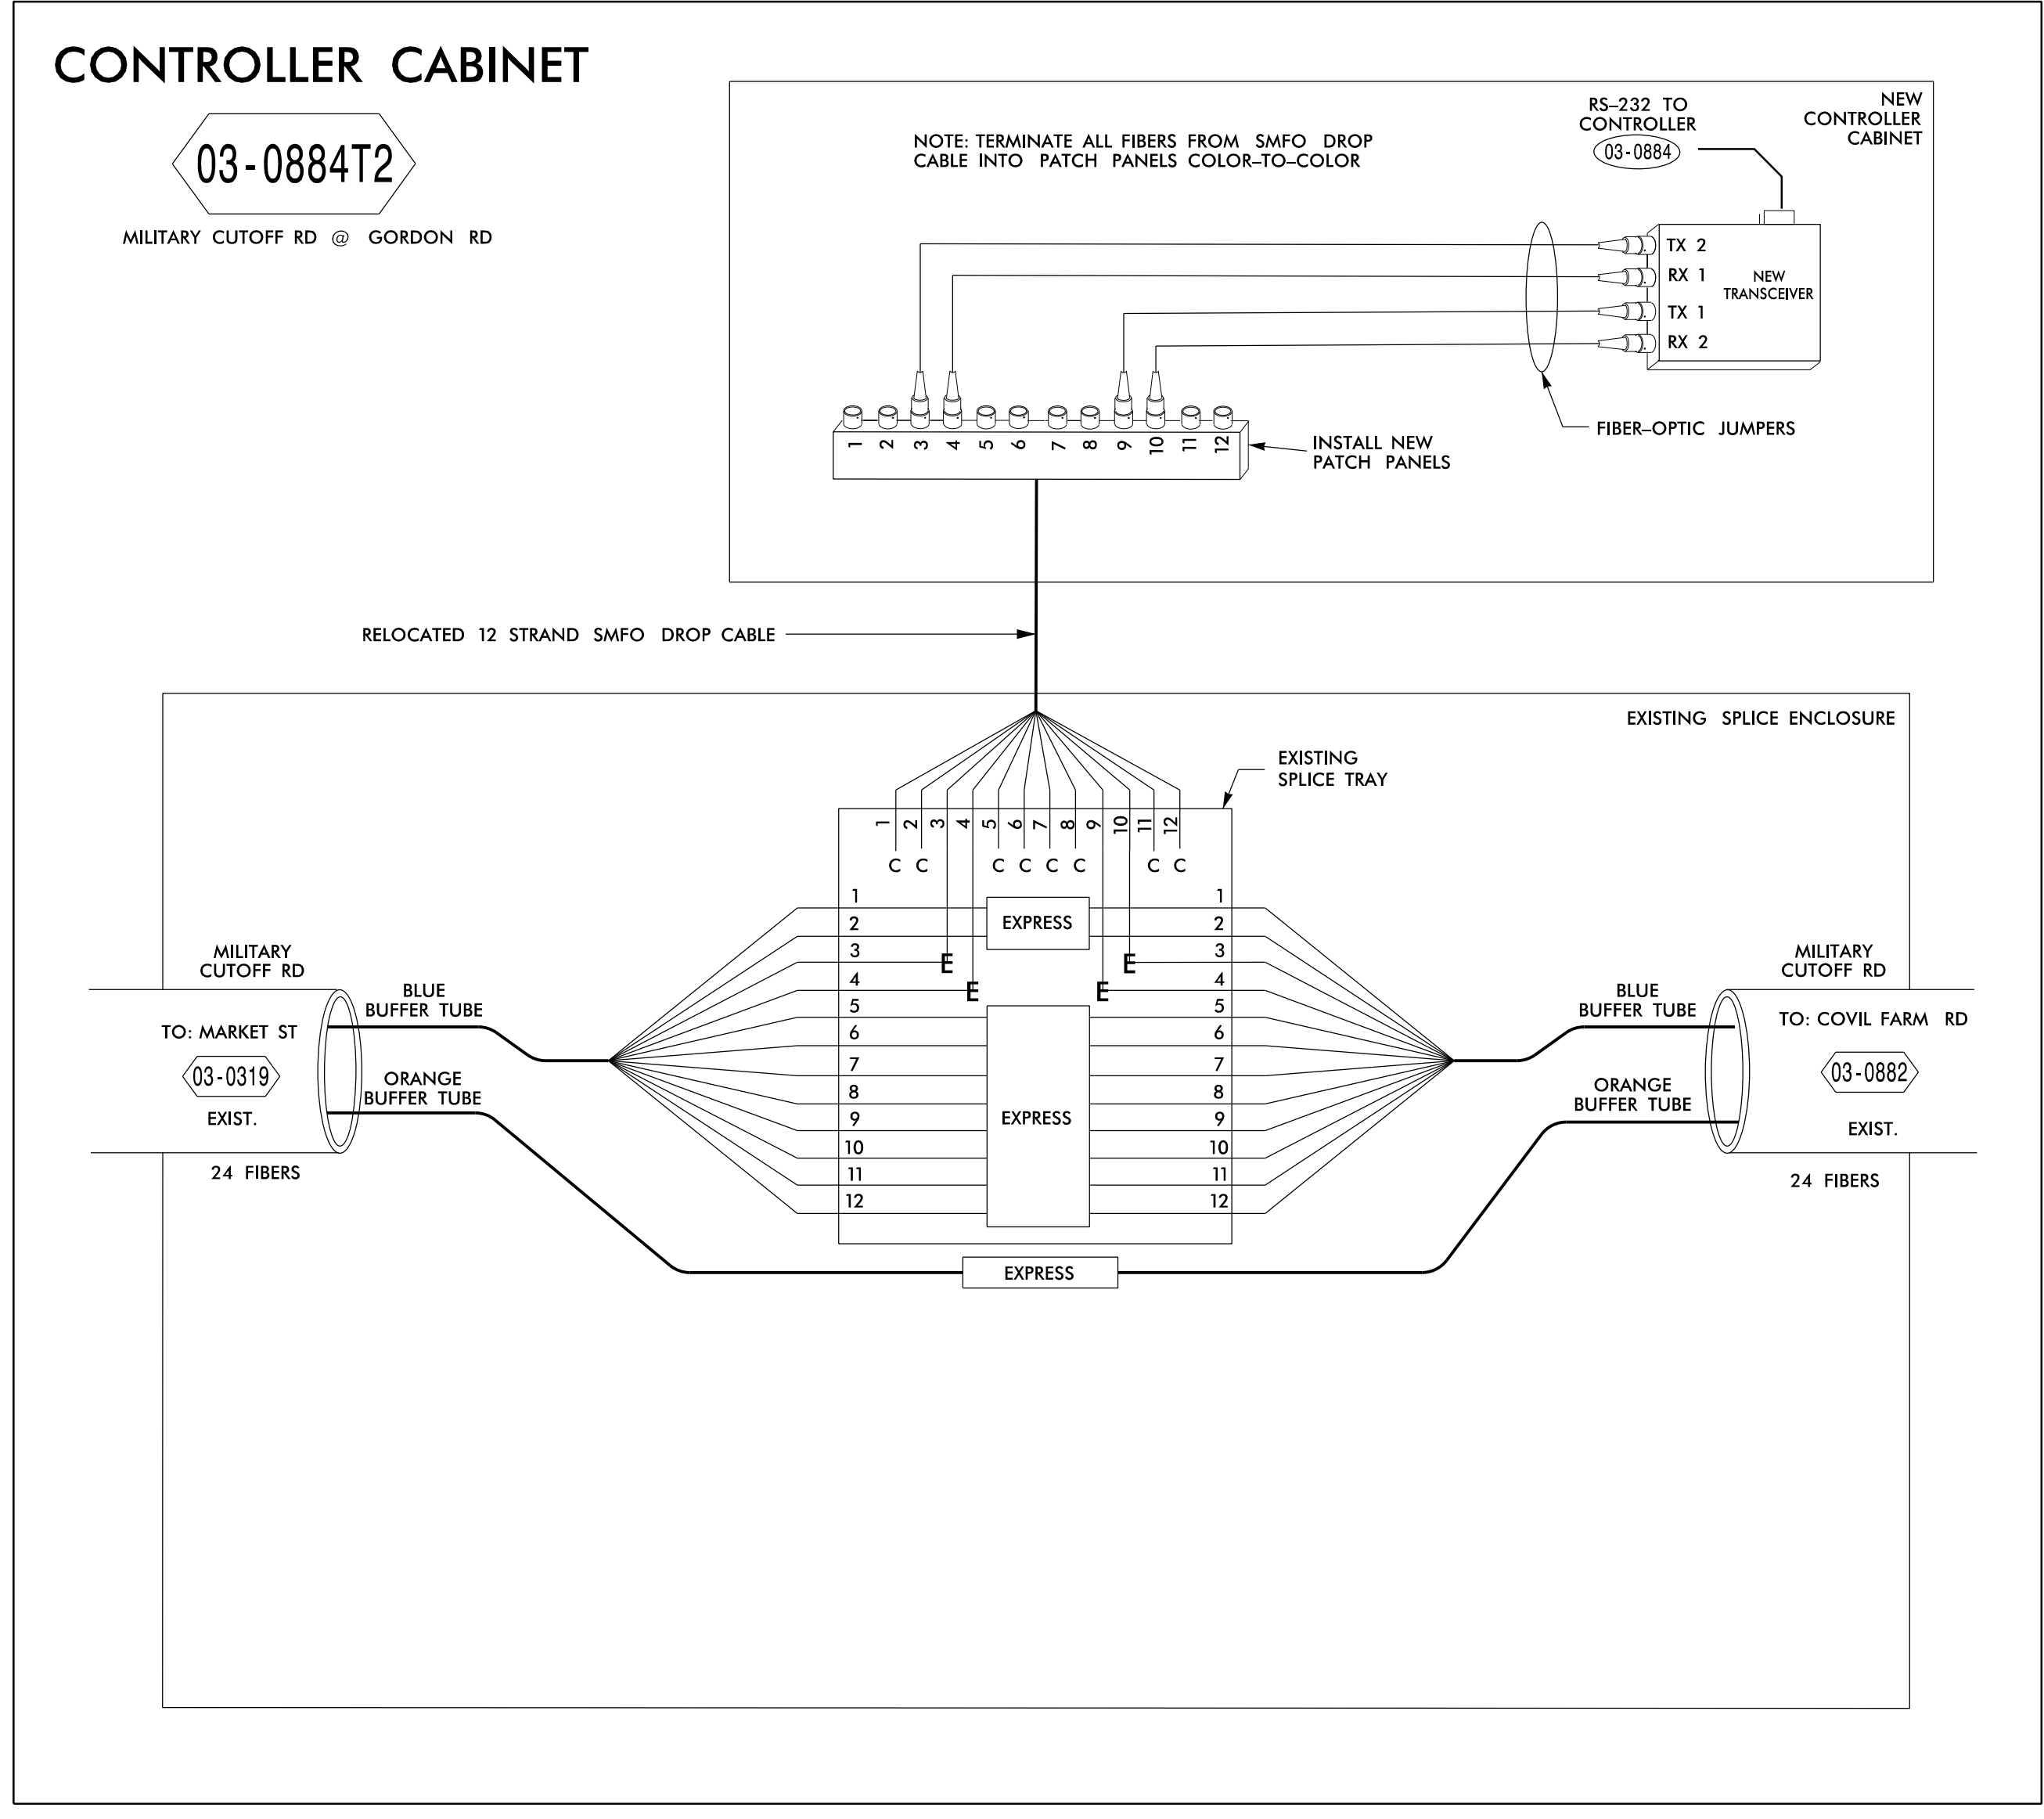 CONTROLLER CABINET
03-0884T2
MILITARY CUTOFF RD @ GORDON RD
NEW
CONTROLLER
CABINET
RS-232 TO
CONTROLLER
03-0884
NOTE: TERMINATE ALL FIBERS FROM SMFO DROP
CABLE INTO PATCH PANELS COLOR-TO-COLOR
TX 2
RX 1
TX 1
RX 2
NEW
TRANSCEIVER
FIBER-OPTIC JUMPERS
1 2 3 4 5 6 7 8 9 10 11 12
INSTALL NEW
PATCH PANELS
RELOCATED 12 STRAND SMFO DROP CABLE
EXISTING SPLICE ENCLOSURE
EXISTING
SPLICE TRAY
1 2 3 4 5 6 7 8 9 10 11 12
C C C C C C C C
1 1
2 EXPRESS 2
3 E E 3
4 E E 4
5 5
6 6
7 7
8 8
9 EXPRESS 9
10 10
11 11
12 12
EXPRESS
MILITARY
CUTOFF RD
TO: MARKET ST
03-0319
EXIST.
24 FIBERS
BLUE
BUFFER TUBE
ORANGE
BUFFER TUBE
BLUE
BUFFER TUBE
ORANGE
BUFFER TUBE
MILITARY
CUTOFF RD
TO: COVIL FARM RD
03-0882
EXIST.
24 FIBERS